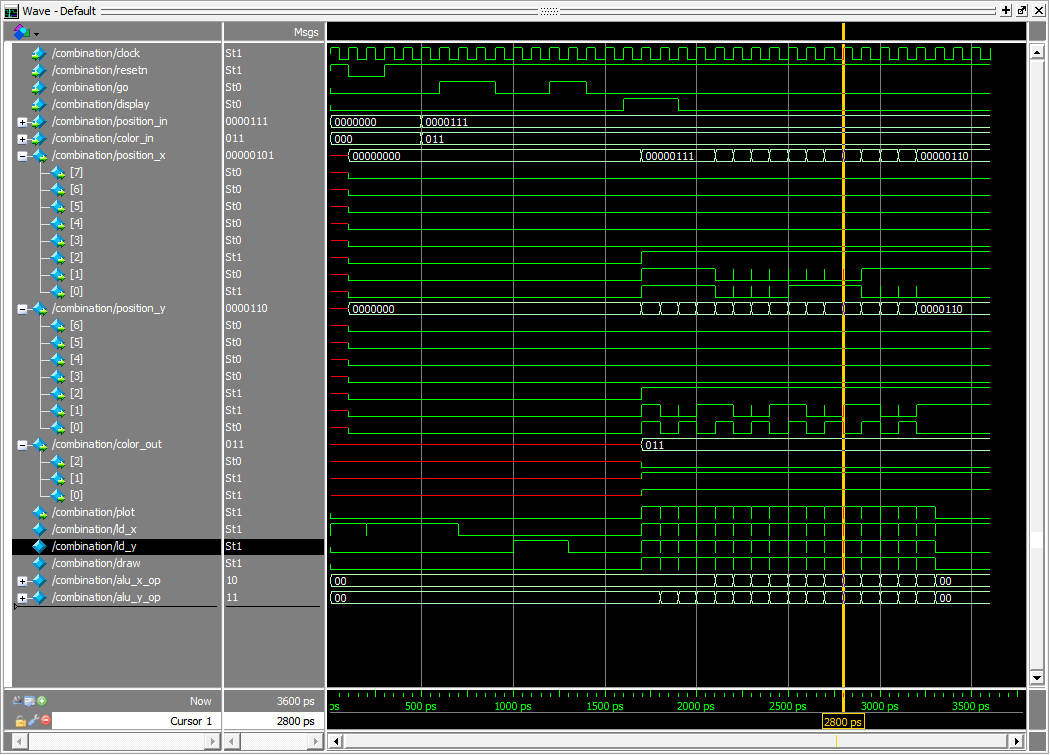 Wave - Default
Msgs
/combination/clock St1
/combination/resetn St1
/combination/go St0
/combination/display St0
/combination/position_in 0000111 0000000 0000111
/combination/color_in 011 000 011
/combination/position_x 00000101 00000000 00000111 00000110
[7] St0
[6] St0
[5] St0
[4] St0
[3] St0
[2] St1
[1] St0
[0] St1
/combination/position_y 0000110 0000000 0000110
[6] St0
[5] St0
[4] St0
[3] St0
[2] St1
[1] St1
[0] St0
/combination/color_out 011 011
[2] St0
[1] St1
[0] St1
/combination/plot St1
/combination/ld_x St1
/combination/ld_y St1
/combination/draw St1
/combination/alu_x_op 10 00 00
/combination/alu_y_op 11 00 00
Now 3600 ps ps 500 ps 1000 ps 1500 ps 2000 ps 2500 ps 3000 ps 3500 ps
Cursor 1 2800 ps 2800 ps